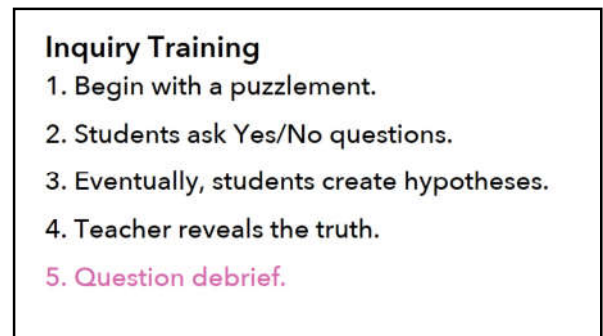 Inquiry Training
1. Begin with a puzzlement.
2. Students ask Yes/No questions.
3. Eventually, students create hypotheses.
4. Teacher reveals the truth.
5. Question debrief.